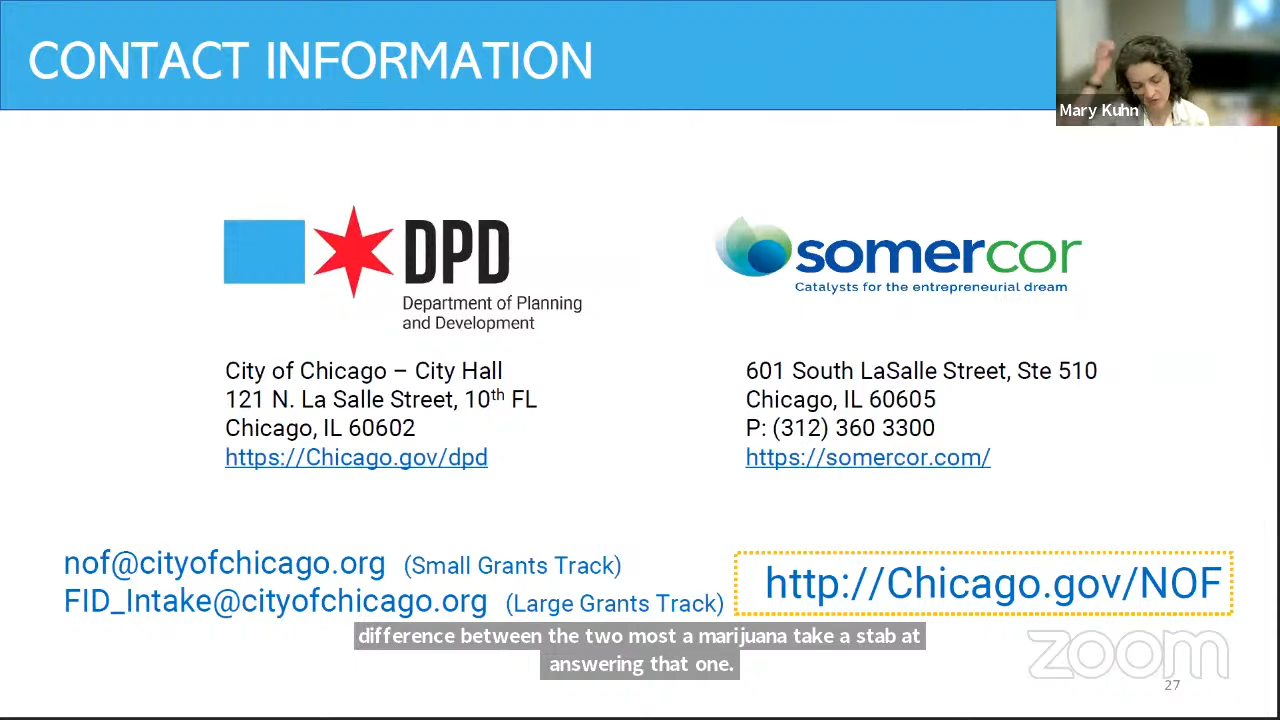 CONTACT INFORMATION
Mary Kuhn
DPD
Department of Planning
and Development
somercor
Catalysts for the entrepreneurial dream
City of Chicago – City Hall
121 N. La Salle Street, 10th FL
Chicago, IL 60602
https://Chicago.gov/dpd
601 South LaSalle Street, Ste 510
Chicago, IL 60605
P: (312) 360 3300
https://somercor.com/
nof@cityofchicago.org (Small Grants Track)
FID_Intake@cityofchicago.org (Large Grants Track)
http://Chicago.gov/NOF
difference between the two most a marijuana take a stab at
answering that one.
zoom
27